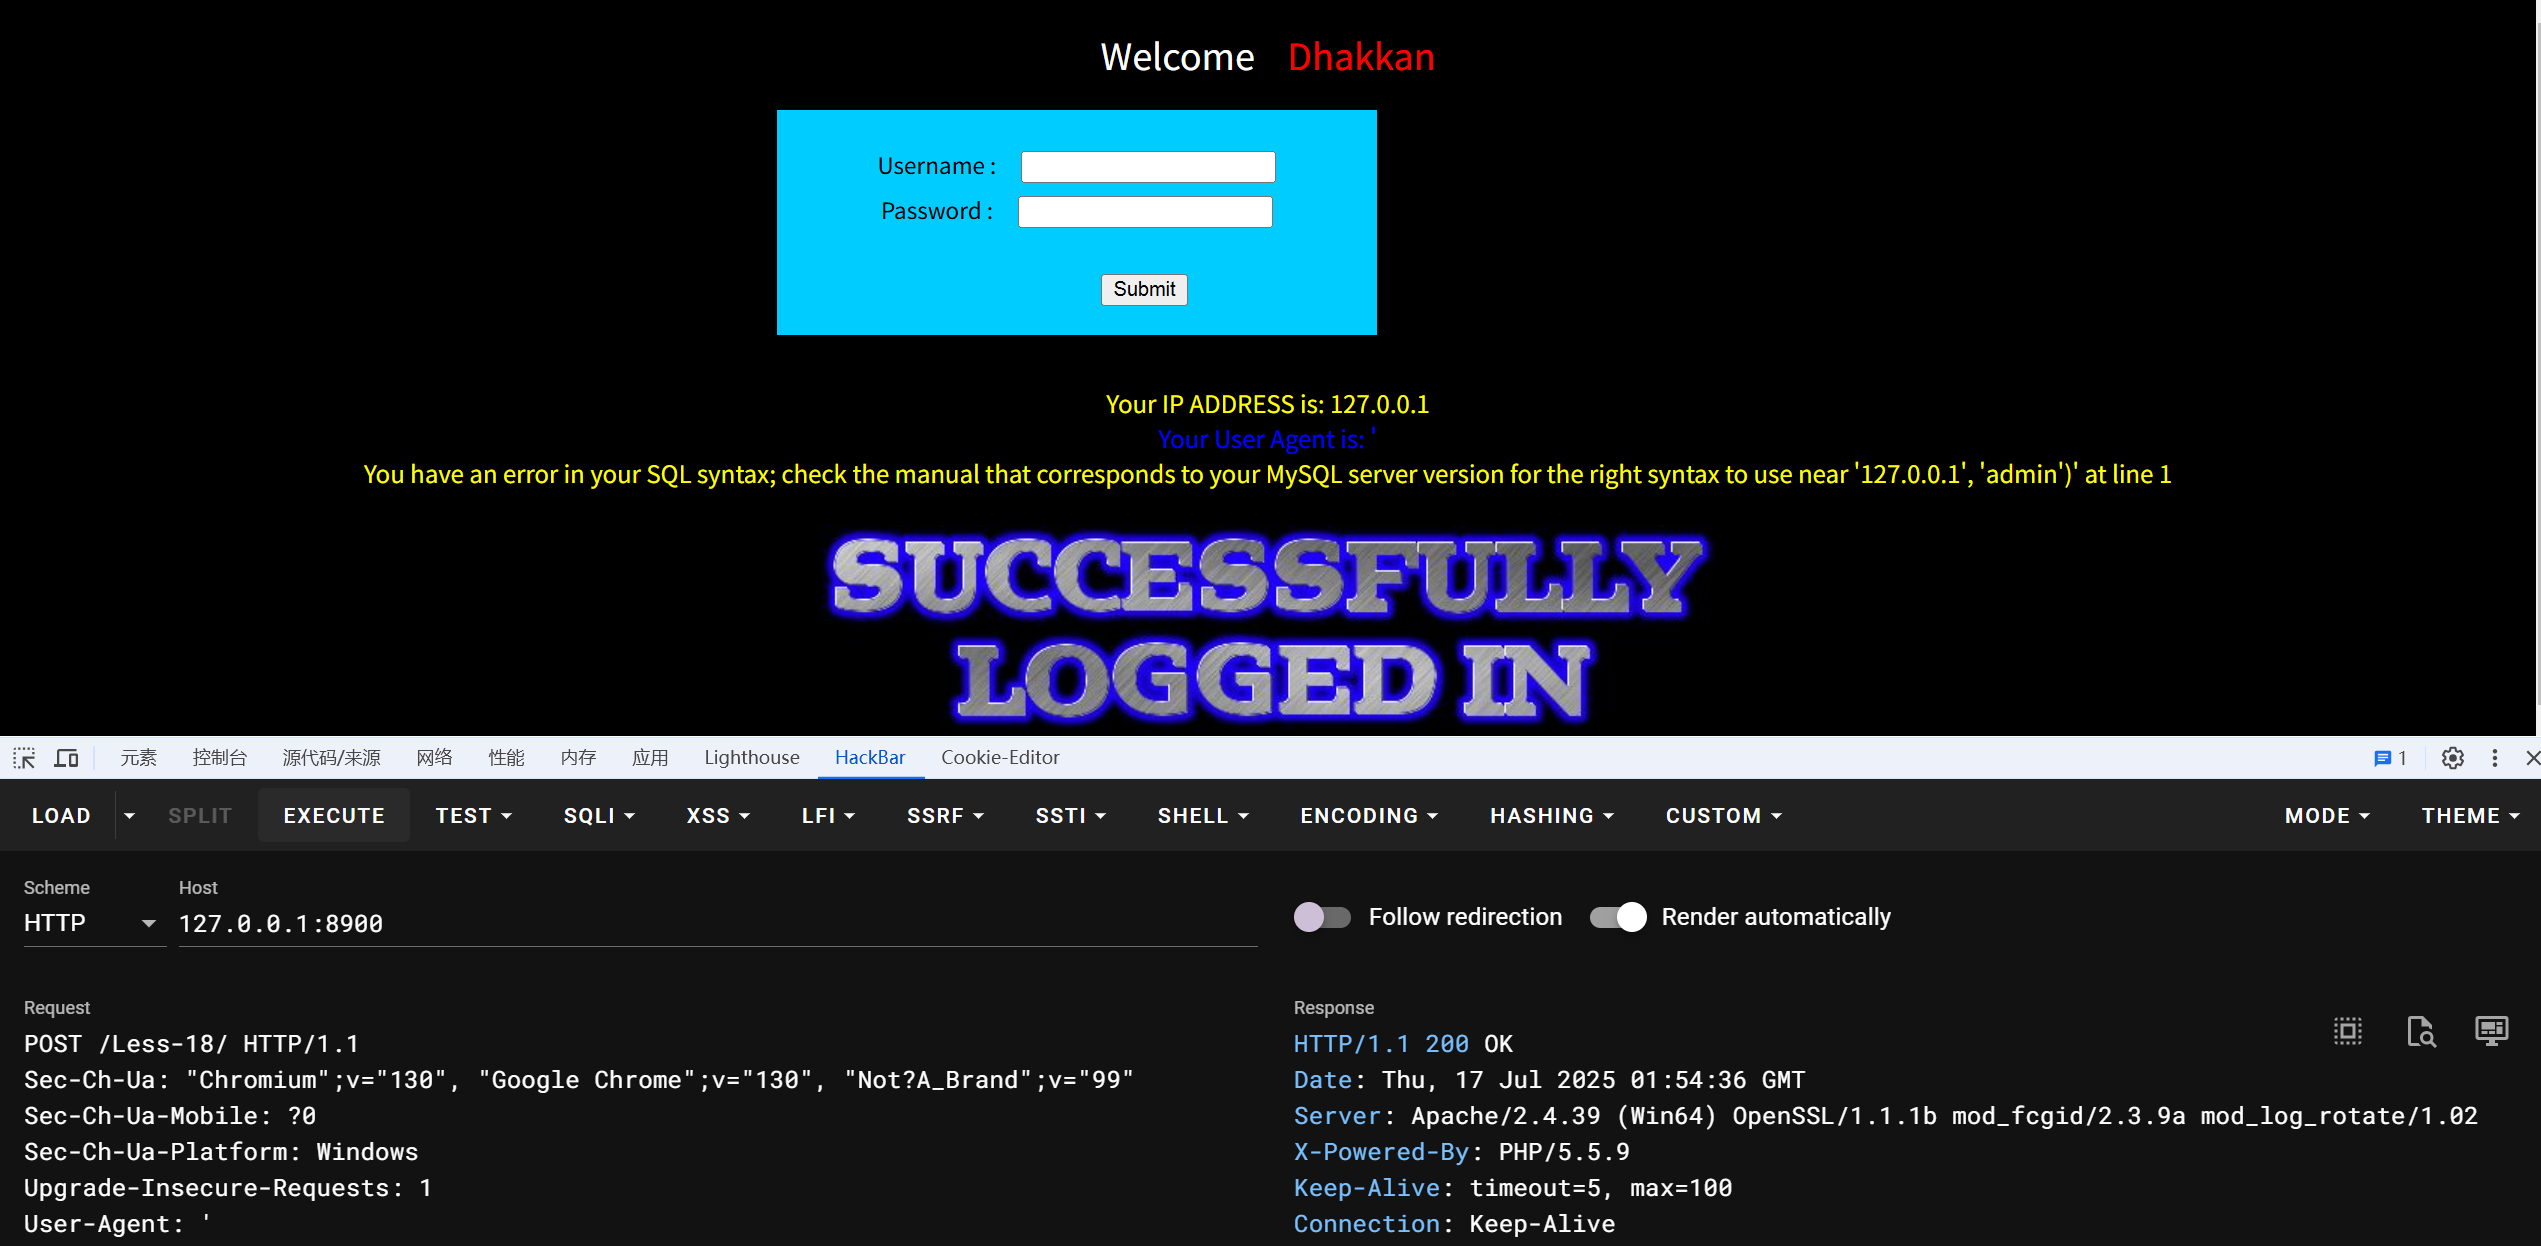 Welcome Dhakkan
Username :
Password :
Submit
Your IP ADDRESS is: 127.0.0.1
Your User Agent is: '
You have an error in your SQL syntax; check the manual that corresponds to your MySQL server version for the right syntax to use near '127.0.0.1', 'admin')' at line 1
SUCCESSFULLY
LOGGED IN
元素 控制台 源代码/来源 网络 性能 内存 应用 Lighthouse HackBar Cookie-Editor 1
LOAD SPLIT EXECUTE TEST SQLI XSS LFI SSRF SSTI SHELL ENCODING HASHING CUSTOM MODE THEME
Scheme Host
HTTP 127.0.0.1:8900 Follow redirection Render automatically
Request
POST /Less-18/ HTTP/1.1
Sec-Ch-Ua: "Chromium";v="130", "Google Chrome";v="130", "Not?A_Brand";v="99"
Sec-Ch-Ua-Mobile: ?0
Sec-Ch-Ua-Platform: Windows
Upgrade-Insecure-Requests: 1
User-Agent: '
Response
HTTP/1.1 200 OK
Date: Thu, 17 Jul 2025 01:54:36 GMT
Server: Apache/2.4.39 (Win64) OpenSSL/1.1.1b mod_fcgid/2.3.9a mod_log_rotate/1.02
X-Powered-By: PHP/5.5.9
Keep-Alive: timeout=5, max=100
Connection: Keep-Alive